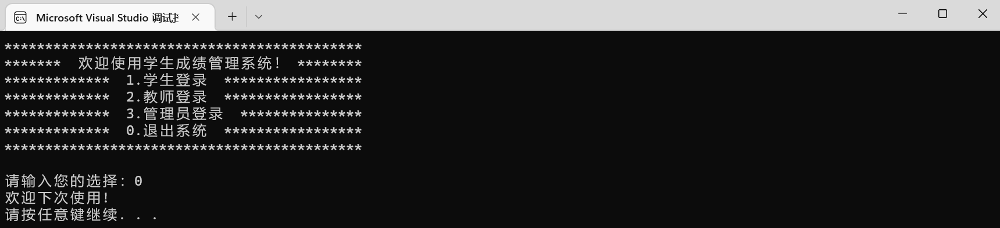 Microsoft Visual Studio 调试
********************************************
*******  欢迎使用学生成绩管理系统！ ********
*************  1.学生登录  *****************
*************  2.教师登录  *****************
*************  3.管理员登录  ***************
*************  0.退出系统  *****************
********************************************
请输入您的选择：0
欢迎下次使用！
请按任意键继续. . .